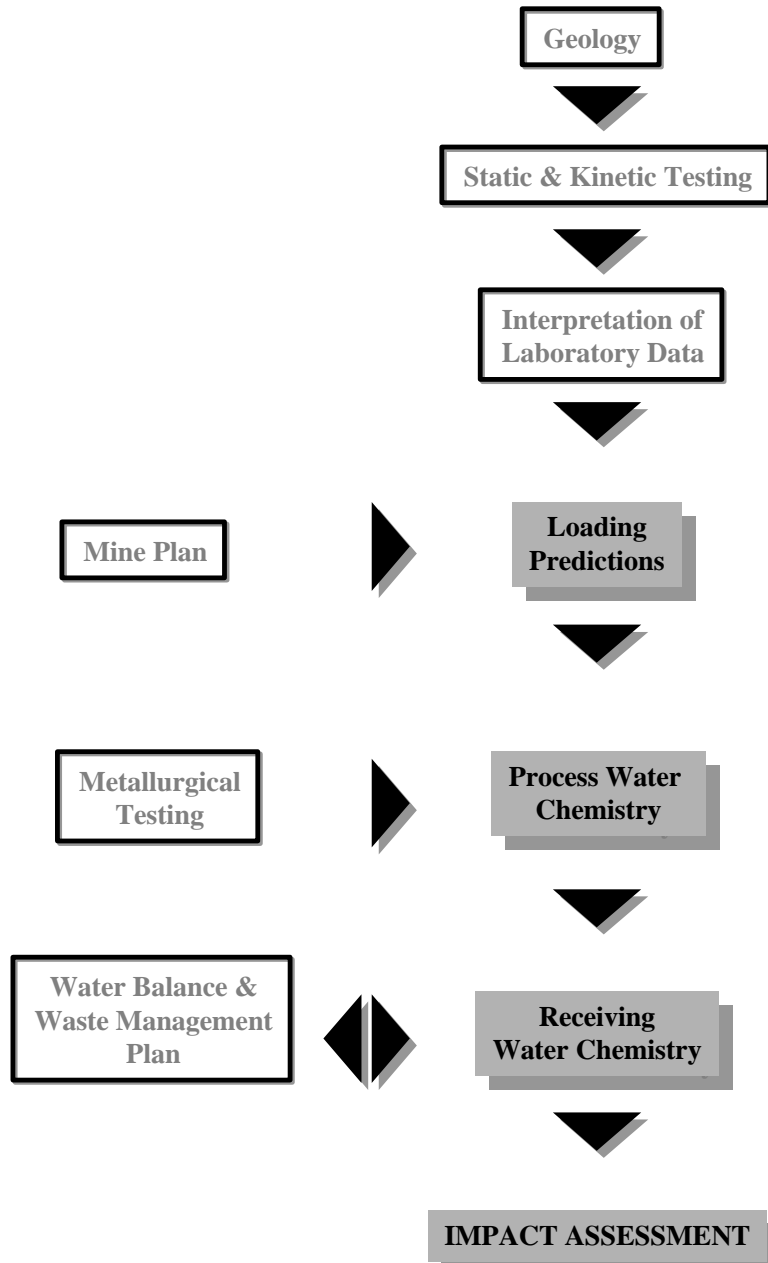 Geology
Static & Kinetic Testing
Interpretation of
Laboratory Data
Mine Plan
Loading
Predictions
Metallurgical
Testing
Process Water
Chemistry
Water Balance &
Waste Management
Plan
Receiving
Water Chemistry
IMPACT ASSESSMENT